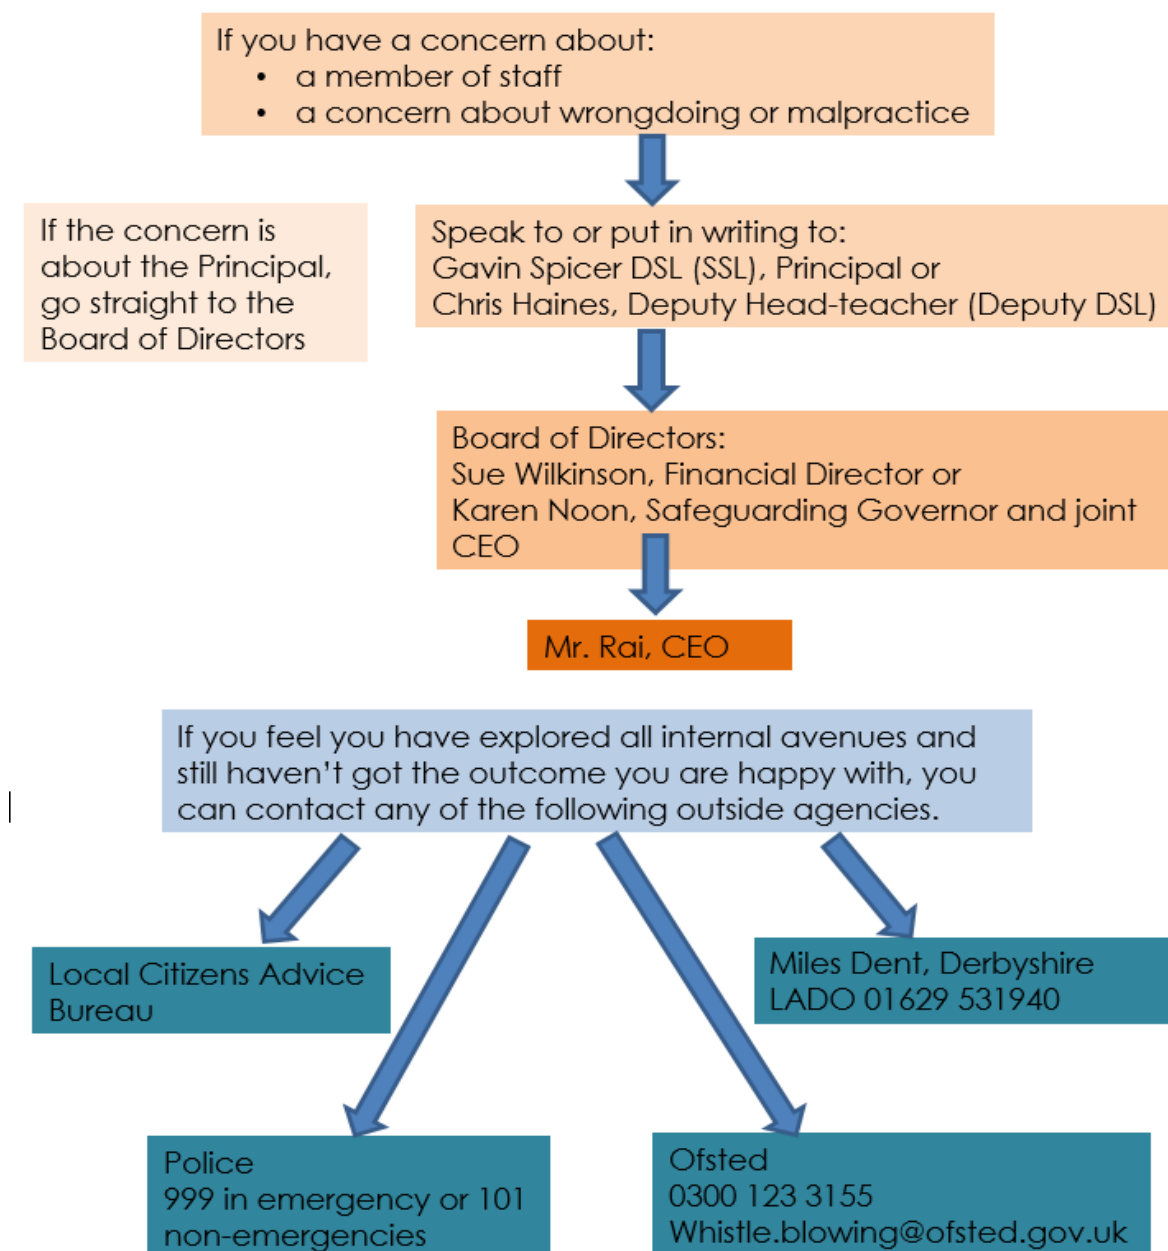 If you have a concern about:
• a member of staff
• a concern about wrongdoing or malpractice
If the concern is
about the Principal,
go straight to the
Board of Directors
Speak to or put in writing to:
Gavin Spicer DSL (SSL), Principal or
Chris Haines, Deputy Head-teacher (Deputy DSL)
Board of Directors:
Sue Wilkinson, Financial Director or
Karen Noon, Safeguarding Governor and joint
CEO
Mr. Rai, CEO
If you feel you have explored all internal avenues and
still haven’t got the outcome you are happy with, you
can contact any of the following outside agencies.
Local Citizens Advice
Bureau
Miles Dent, Derbyshire
LADO 01629 531940
Police
999 in emergency or 101
non-emergencies
Ofsted
0300 123 3155
Whistle.blowing@ofsted.gov.uk